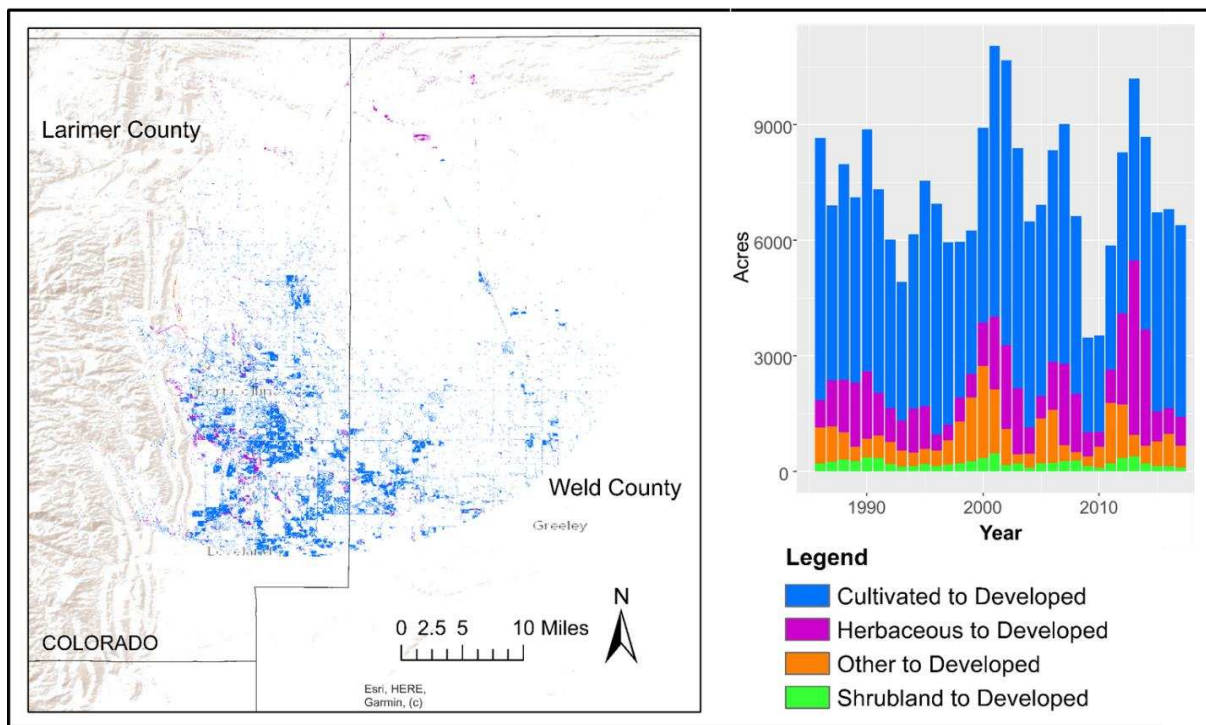 Larimer County
Weld County
Greeley
COLORADO
0 2.5 5 10 Miles
N
Esri, HERE,
Garmin, (c)
9000
6000
3000
0
Acres
1990
2000
2010
Year
Legend
Cultivated to Developed
Herbaceous to Developed
Other to Developed
Shrubland to Developed